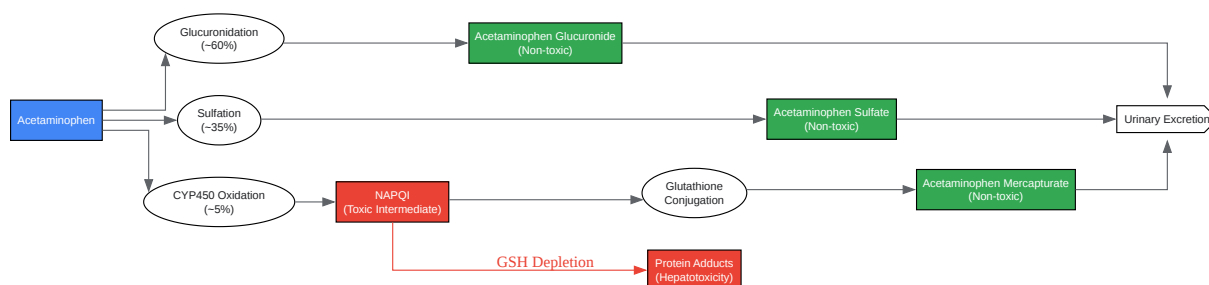 Glucuronidation
(~60%)
Acetaminophen Glucuronide
(Non-toxic)
Acetaminophen
Sulfation
(~35%)
Acetaminophen Sulfate
(Non-toxic)
Urinary Excretion
CYP450 Oxidation
(~5%)
NAPQI
(Toxic Intermediate)
Glutathione
Conjugation
Acetaminophen Mercapturate
(Non-toxic)
GSH Depletion
Protein Adducts
(Hepatotoxicity)